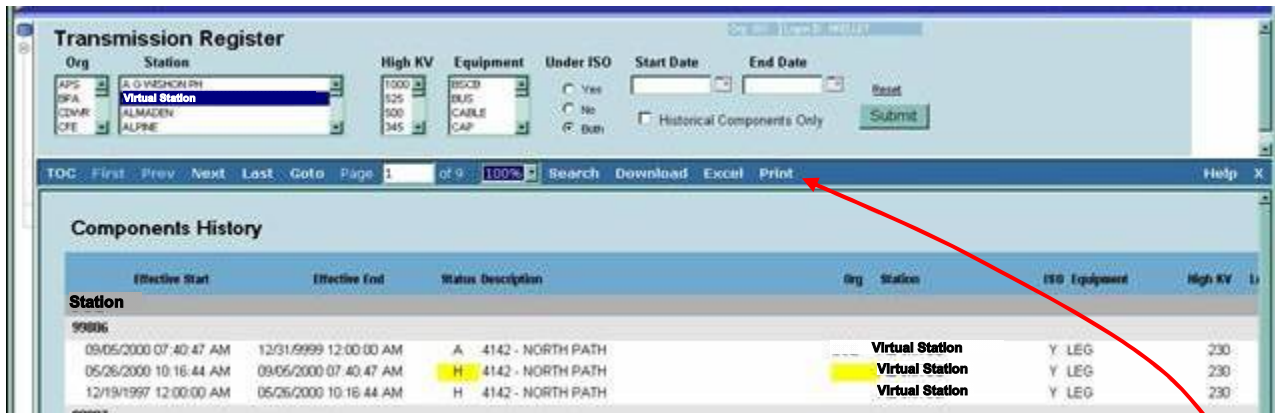 Transmission Register
Org Station High KV Equipment Under ISO Start Date End Date
APS A G WISHON PH 1000 BSCB Yes
BPA Virtual Station 525 BUS No Reset
CDWR ALMADEN 500 CABLE Both Historical Components Only Submit
CFE ALPINE 345 CAP
TOC First Prev Next Last Goto Page 1 of 9 100% Search Download Excel Print Help X
Components History
Effective Start Effective End Status Description Org Station ISO Equipment High KV
Station
99806
09/05/2000 07:40:47 AM 12/31/9999 12:00:00 AM A 4142 - NORTH PATH Virtual Station Y LEG 230
05/26/2000 10:16:44 AM 09/05/2000 07:40:47 AM H 4142 - NORTH PATH Virtual Station Y LEG 230
12/19/1997 12:00:00 AM 05/26/2000 10:16:44 AM H 4142 - NORTH PATH Virtual Station Y LEG 230